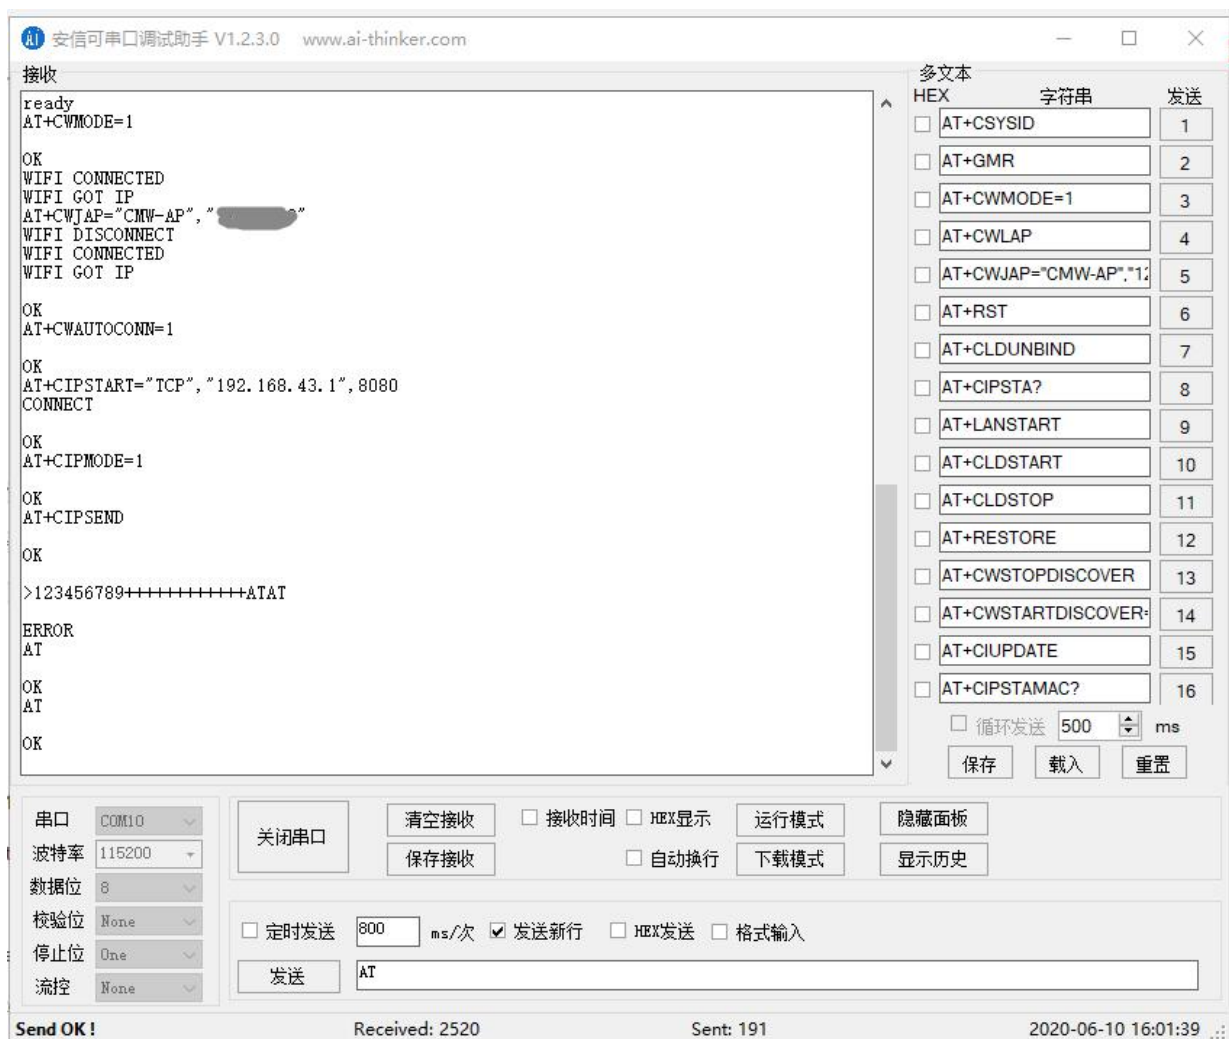 安信可串口调试助手 V1.2.3.0 www.ai-thinker.com
接收
ready
AT+CWMODE=1
OK
WIFI CONNECTED
WIFI GOT IP
AT+CWJAP="CMW-AP","
WIFI DISCONNECT
WIFI CONNECTED
WIFI GOT IP
OK
AT+CWAUTOCONN=1
OK
AT+CIPSTART="TCP","192.168.43.1",8080
CONNECT
OK
AT+CIPMODE=1
OK
AT+CIPSEND
OK
>123456789++++++++++++ATAT
ERROR
AT
OK
AT
OK
多文本
HEX 字符串 发送
AT+CSYSID 1
AT+GMR 2
AT+CWMODE=1 3
AT+CWLAP 4
AT+CWJAP="CMW-AP","12 5
AT+RST 6
AT+CLDUNBIND 7
AT+CIPSTA? 8
AT+LANSTART 9
AT+CLDSTART 10
AT+CLDSTOP 11
AT+RESTORE 12
AT+CWSTOPDISCOVER 13
AT+CWSTARTDISCOVER= 14
AT+CIUPDATE 15
AT+CIPSTAMAC? 16
循环发送 500 ms
保存 载入 重置
串口 COM10
波特率 115200
数据位 8
校验位 None
停止位 One
流控 None
关闭串口
清空接收 接收时间 HEX显示 运行模式 隐藏面板
保存接收 自动换行 下载模式 显示历史
定时发送 800 ms/次 发送新行 HEX发送 格式输入
发送 AT
Send OK! Received: 2520 Sent: 191 2020-06-10 16:01:39